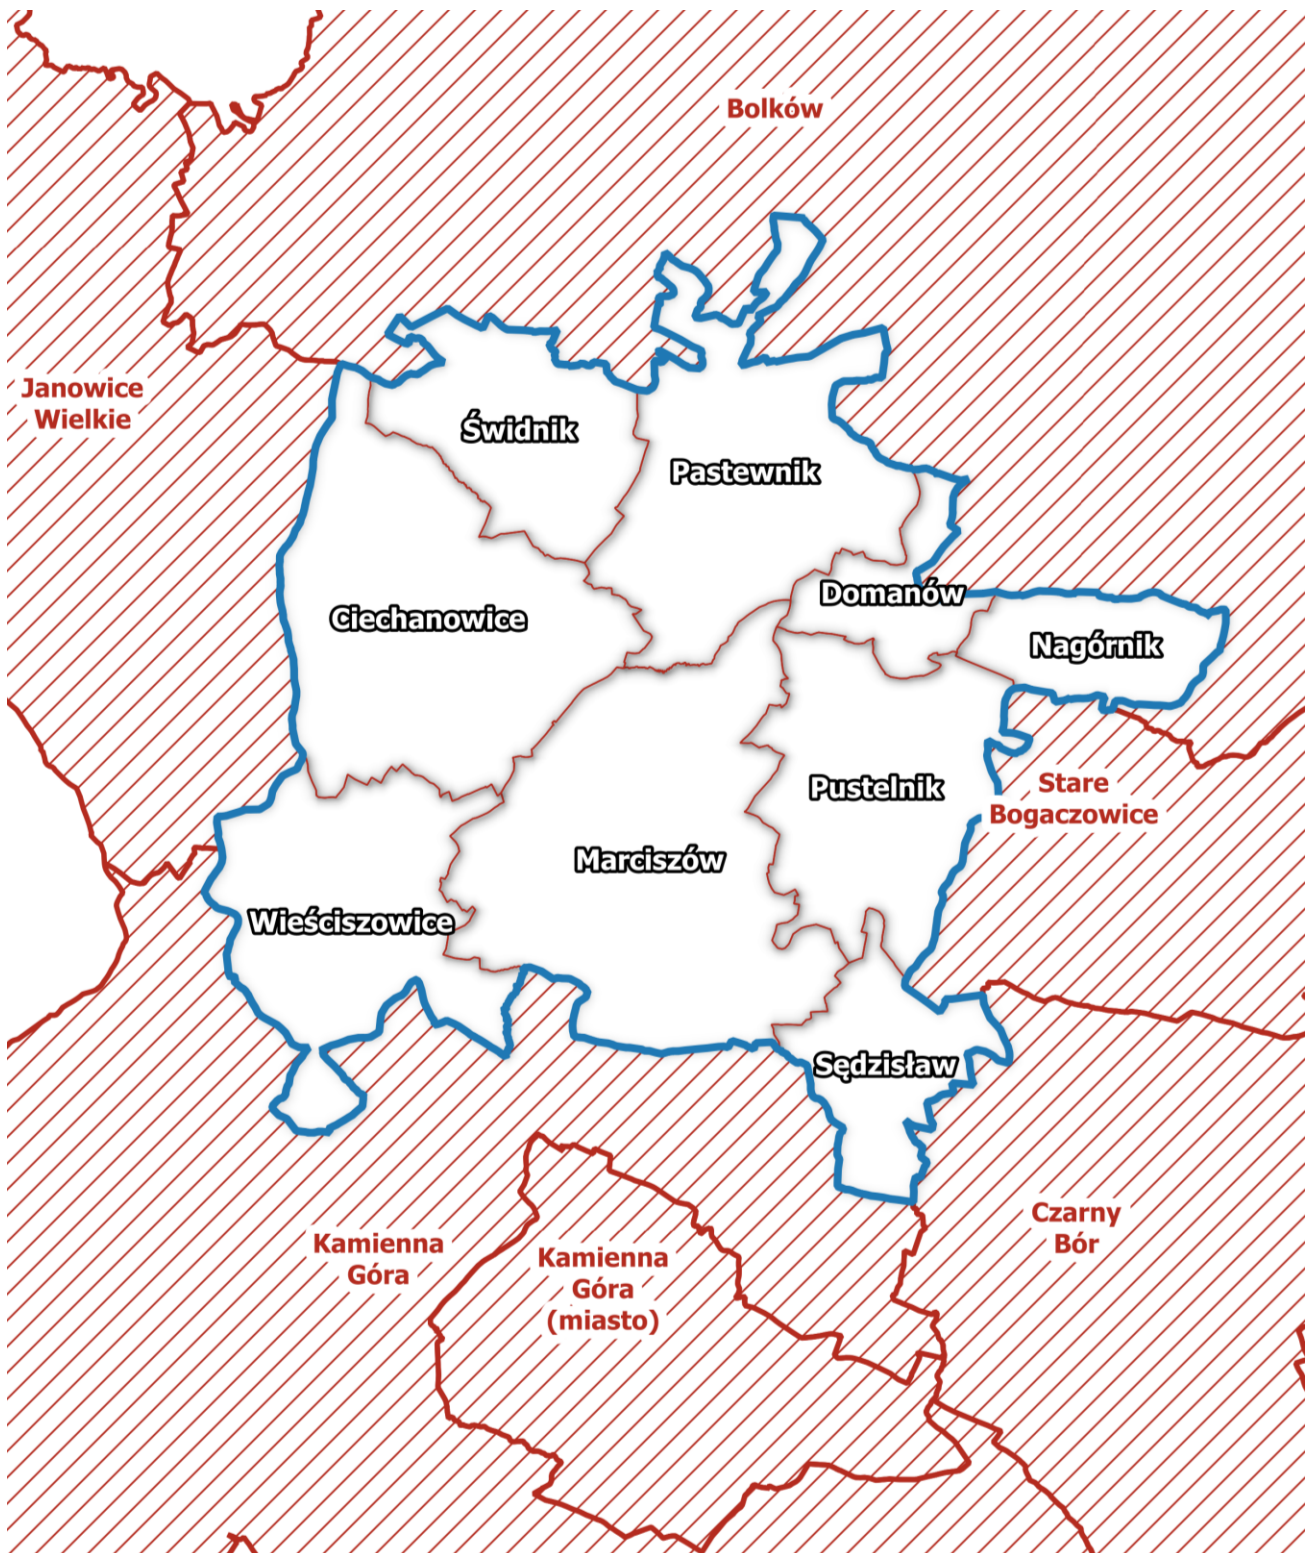 Bolków
Janowice
Wielkie
Świdnik
Pastewnik
Domanów
Ciechanowice
Nagórnik
Pustelnik
Stare
Bogaczowice
Marciszów
Wieściszowice
Sędzisław
Czarny
Bór
Kamienna
Góra
Kamienna
Góra
(miasto)